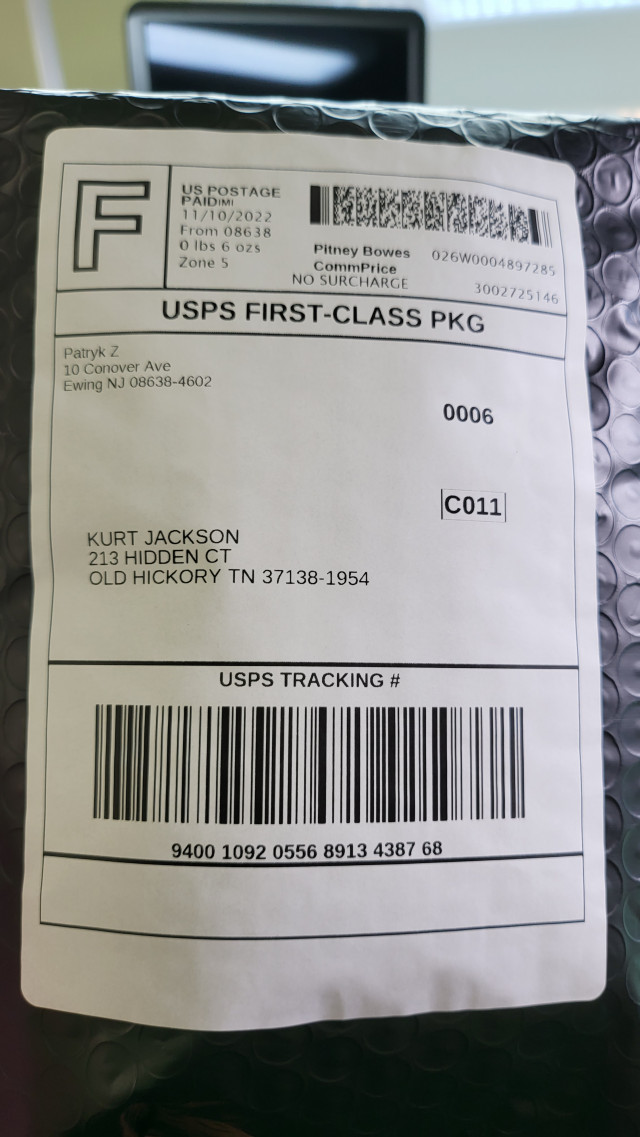 F
US POSTAGE
PAIDIMI
11/10/2022
From 08638
0 lbs 6 ozs
Zone 5
Pitney Bowes
CommPrice
NO SURCHARGE
026W0004897285
3002725146
USPS FIRST-CLASS PKG
Patryk Z
10 Conover Ave
Ewing NJ 08638-4602
0006
C011
KURT JACKSON
213 HIDDEN CT
OLD HICKORY TN 37138-1954
USPS TRACKING #
9400 1092 0556 8913 4387 68